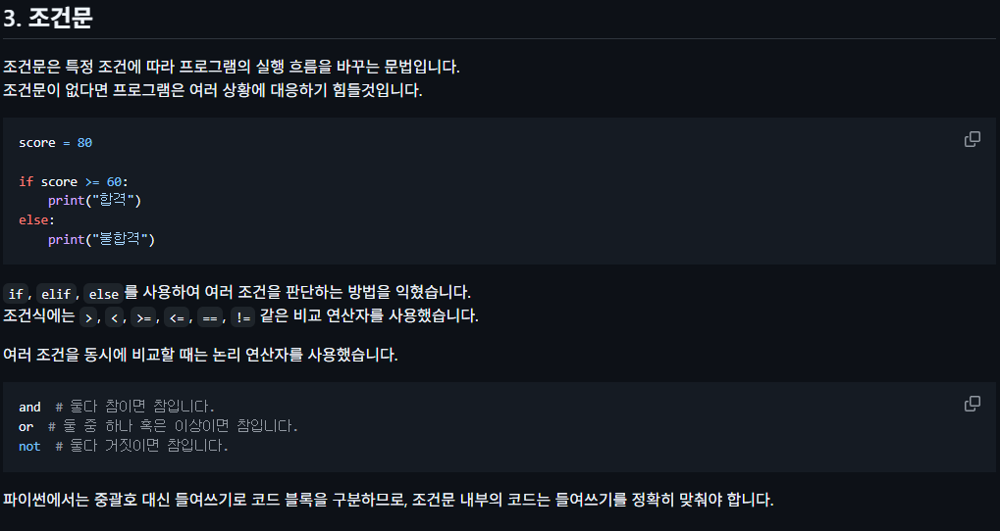 3. 조건문
조건문은 특정 조건에 따라 프로그램의 실행 흐름을 바꾸는 문법입니다.
조건문이 없다면 프로그램은 여러 상황에 대응하기 힘들것입니다.
score = 80
if score >= 60:
    print("합격")
else:
    print("불합격")
if, elif, else를 사용하여 여러 조건을 판단하는 방법을 익혔습니다.
조건식에는 >, <, >=, <=, ==, != 같은 비교 연산자를 사용했습니다.
여러 조건을 동시에 비교할 때는 논리 연산자를 사용했습니다.
and  # 둘다 참이면 참입니다.
or  # 둘 중 하나 혹은 이상이면 참입니다.
not  # 둘다 거짓이면 참입니다.
파이썬에서는 중괄호 대신 들여쓰기로 코드 블록을 구분하므로, 조건문 내부의 코드는 들여쓰기를 정확히 맞춰야 합니다.